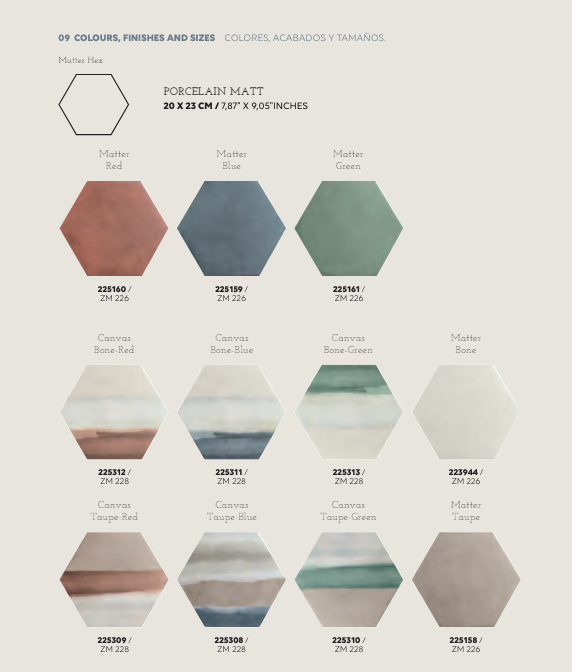 09 COLOURS, FINISHES AND SIZES COLORES, ACABADOS Y TAMAÑOS.
Matter Hex
PORCELAIN MATT
20 X 23 CM / 7,87" X 9,05"INCHES
Matter
Red
Matter
Blue
Matter
Green
225160 /
ZM 226
225159 /
ZM 226
225161 /
ZM 226
Canvas
Bone-Red
Canvas
Bone-Blue
Canvas
Bone-Green
Matter
Bone
225312 /
ZM 228
225311 /
ZM 228
225313 /
ZM 228
223944 /
ZM 226
Canvas
Taupe-Red
Canvas
Taupe-Blue
Canvas
Taupe-Green
Matter
Taupe
225309 /
ZM 228
225308 /
ZM 228
225310 /
ZM 228
225158 /
ZM 226